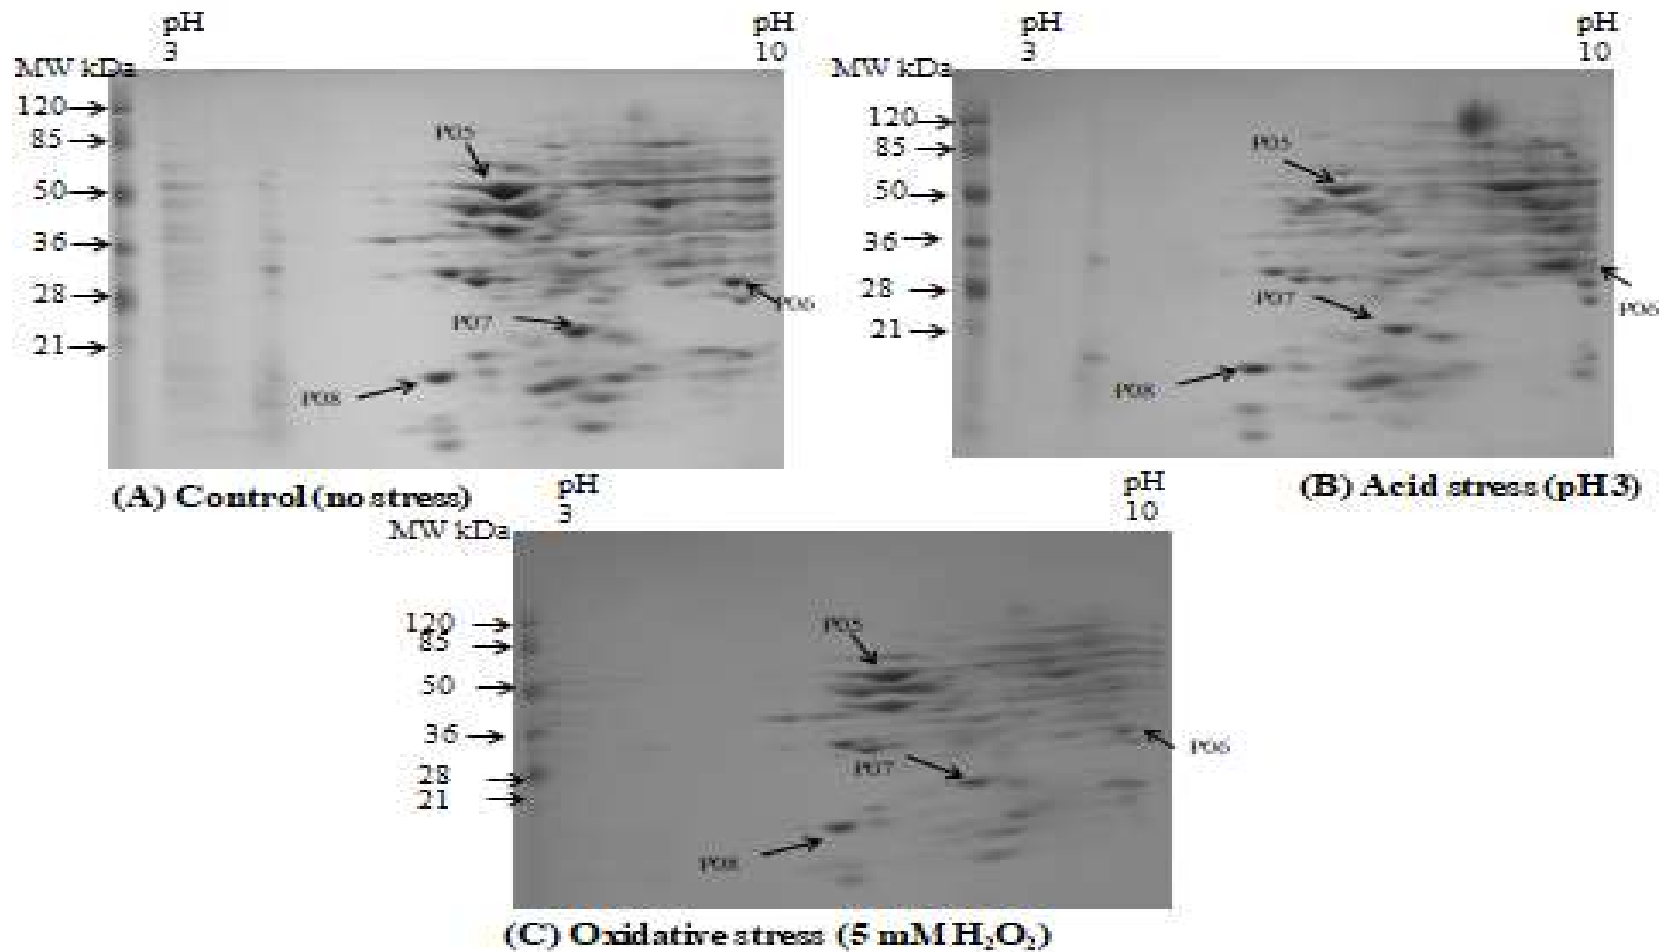 pH
3
pH
10
MW kDa
120
85
50
36
28
21
P05
P06
P07
P08
(A) Control (no stress)
pH
3
pH
10
MW kDa
120
85
50
36
28
21
P05
P07
P06
P08
(B) Acid stress (pH 3)
pH
3
pH
10
MW kDa
120
85
50
36
28
21
P05
P06
P07
P08
(C) Oxidative stress (5 mM H₂O₂)